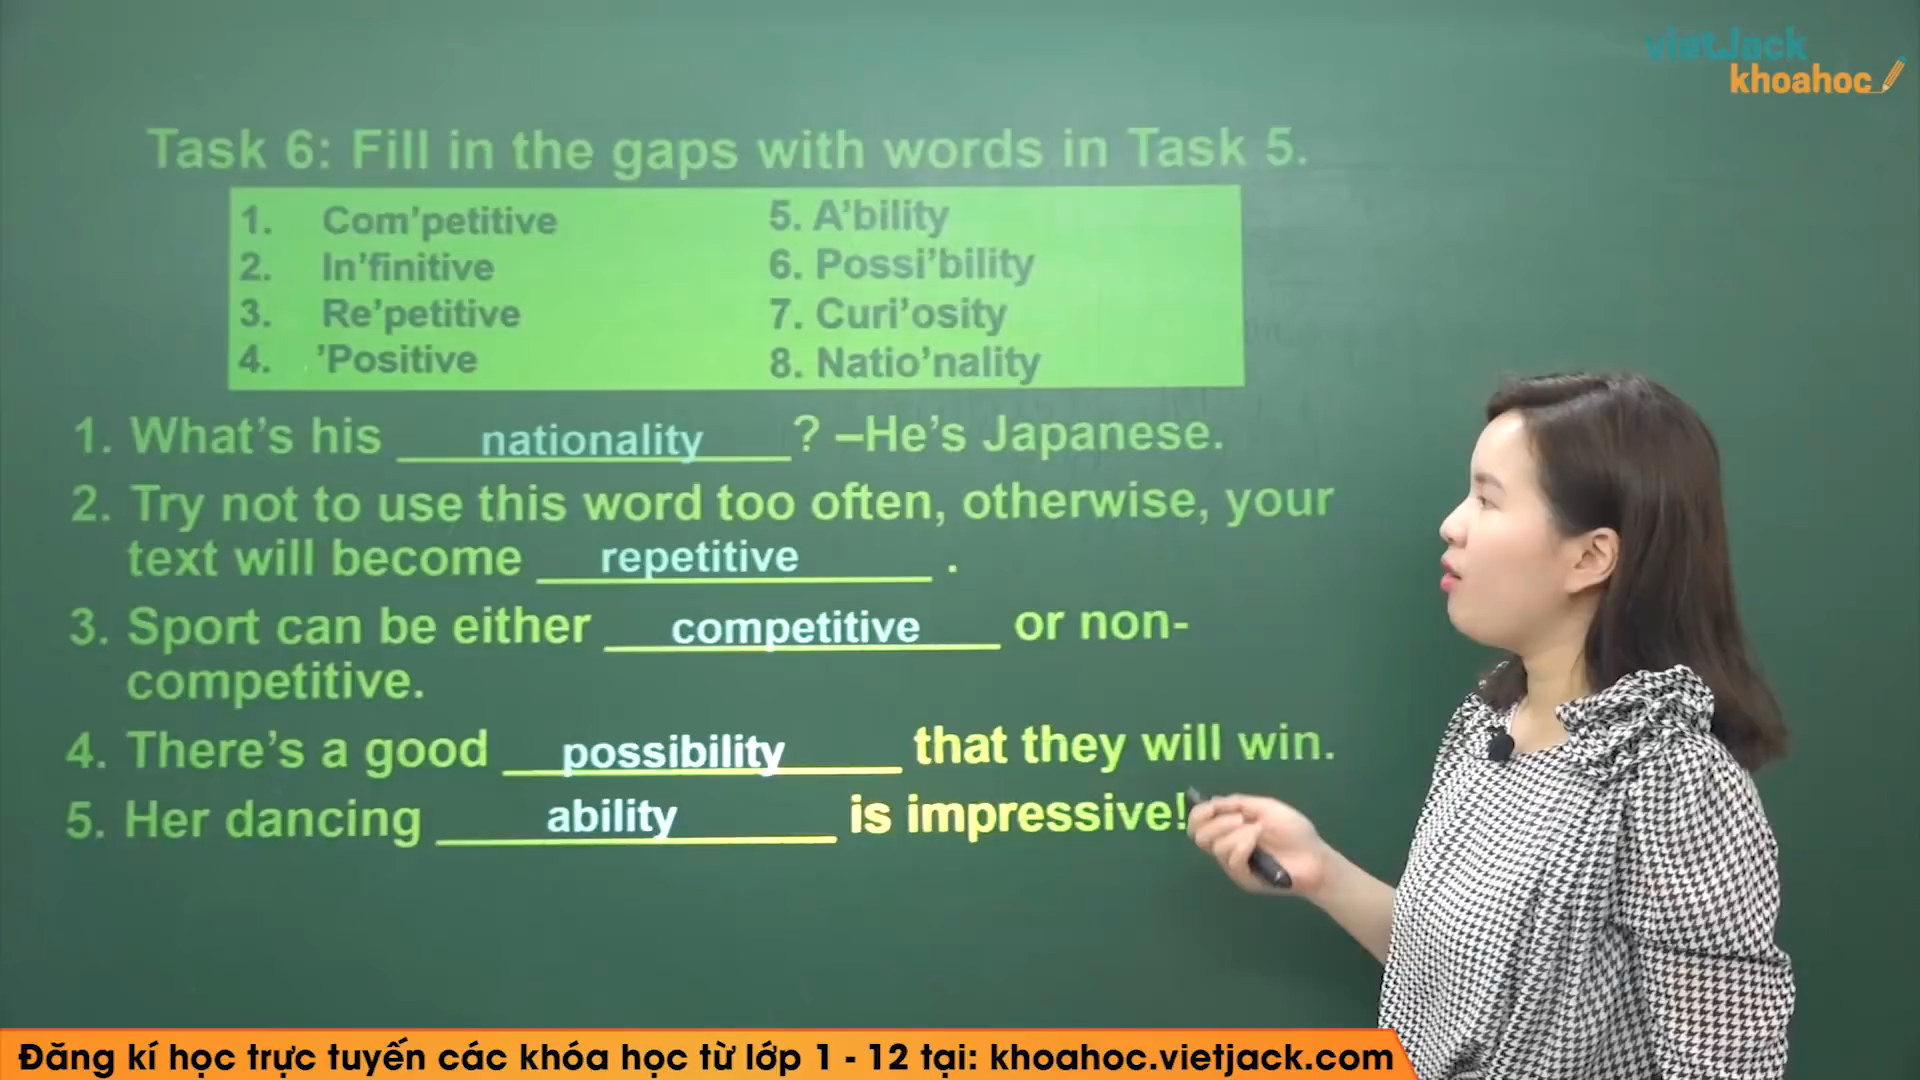 vietJack
khoahoc
Task 6: Fill in the gaps with words in Task 5.
1. Com’petitive
2. In’finitive
3. Re’petitive
4. ’Positive
5. A’bility
6. Possi’bility
7. Curi’osity
8. Natio’nality
1. What’s his nationality ? –He’s Japanese.
2. Try not to use this word too often, otherwise, your
text will become repetitive .
3. Sport can be either competitive or non-
competitive.
4. There’s a good possibility that they will win.
5. Her dancing ability is impressive!
Đăng kí học trực tuyến các khóa học từ lớp 1 - 12 tại: khoahoc.vietjack.com